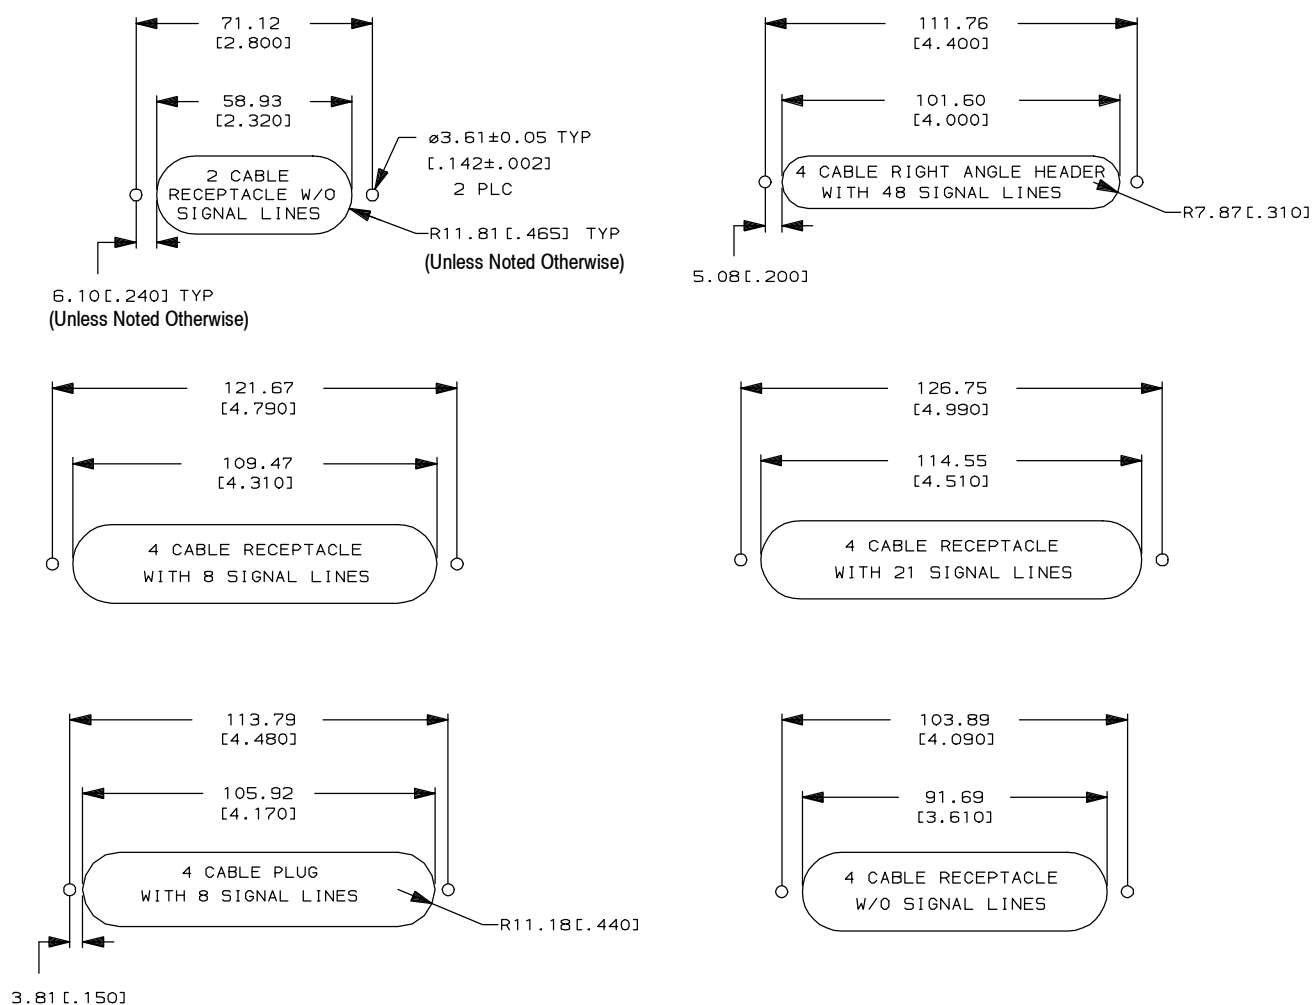 71.12
[2.800]
58.93
[2.320]
ø3.61±0.05 TYP
[.142±.002]
2 PLC
2 CABLE
RECEPTACLE W/O
SIGNAL LINES
R11.81[.465] TYP
(Unless Noted Otherwise)
6.10[.240] TYP
(Unless Noted Otherwise)
111.76
[4.400]
101.60
[4.000]
4 CABLE RIGHT ANGLE HEADER
WITH 48 SIGNAL LINES
R7.87[.310]
5.08[.200]
121.67
[4.790]
109.47
[4.310]
4 CABLE RECEPTACLE
WITH 8 SIGNAL LINES
126.75
[4.990]
114.55
[4.510]
4 CABLE RECEPTACLE
WITH 21 SIGNAL LINES
113.79
[4.480]
105.92
[4.170]
4 CABLE PLUG
WITH 8 SIGNAL LINES
R11.18[.440]
3.81[.150]
103.89
[4.090]
91.69
[3.610]
4 CABLE RECEPTACLE
W/O SIGNAL LINES